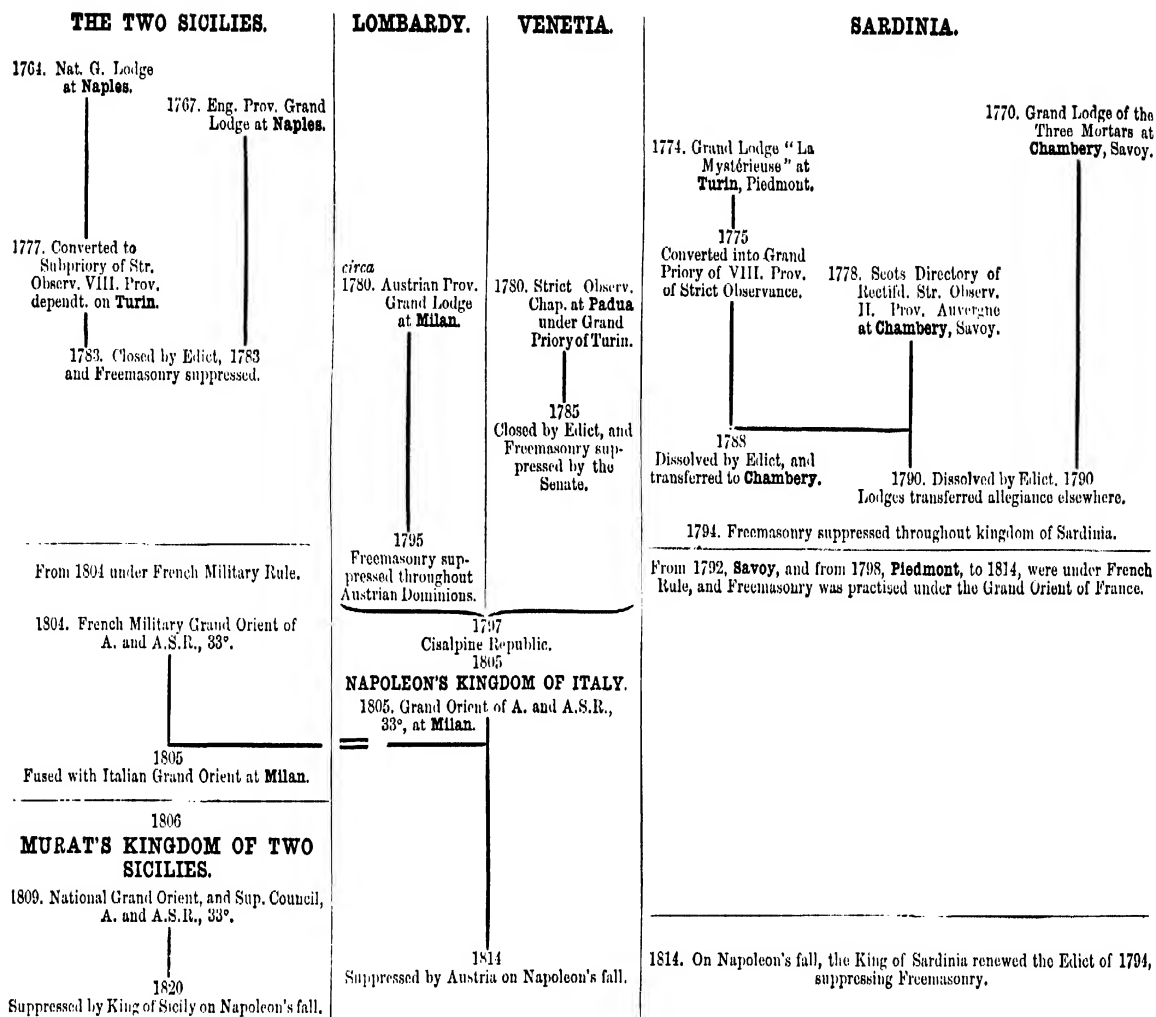 THE TWO SICILIES.
1764. Nat. G. Lodge
at Naples.
1767. Eng. Prov. Grand
Lodge at Naples.
1777. Converted to
Subpriory of Str.
Observ. VIII. Prov.
dependt. on Turin.
1783. Closed by Edict, 1783
and Freemasonry suppressed.
From 1804 under French Military Rule.
1804. French Military Grand Orient of
A. and A.S.R., 33°.
1805
Fused with Italian Grand Orient at Milan.
1806
MURAT'S KINGDOM OF TWO
SICILIES.
1809. National Grand Orient, and Sup. Council,
A. and A.S.R., 33°.
1820
Suppressed by King of Sicily on Napoleon's fall.
LOMBARDY.
circa
1780. Austrian Prov.
Grand Lodge
at Milan.
1795
Freemasonry sup-
pressed throughout
Austrian Dominions.
VENETIA.
1780. Strict Observ.
Chap. at Padua
under Grand
Priory of Turin.
1785
Closed by Edict, and
Freemasonry sup-
pressed by the
Senate.
1797
Cisalpine Republic.
1805
NAPOLEON'S KINGDOM OF ITALY.
1805. Grand Orient of A. and A.S.R.,
33°, at Milan.
1814
Suppressed by Austria on Napoleon's fall.
SARDINIA.
1774. Grand Lodge "La
Mystérieuse" at
Turin, Piedmont.
1775
Converted into Grand
Priory of VIII. Prov.
of Strict Observance.
1788
Dissolved by Edict, and
transferred to Chambery.
1778. Scots Directory of
Rectifd. Str. Observ.
II. Prov. Auvergne
at Chambery, Savoy.
1770. Grand Lodge of the
Three Mortars at
Chambery, Savoy.
1790. Dissolved by Edict. 1790
Lodges transferred allegiance elsewhere.
1794. Freemasonry suppressed throughout kingdom of Sardinia.
From 1792, Savoy, and from 1798, Piedmont, to 1814, were under French
Rule, and Freemasonry was practised under the Grand Orient of France.
1814. On Napoleon's fall, the King of Sardinia renewed the Edict of 1794,
suppressing Freemasonry.